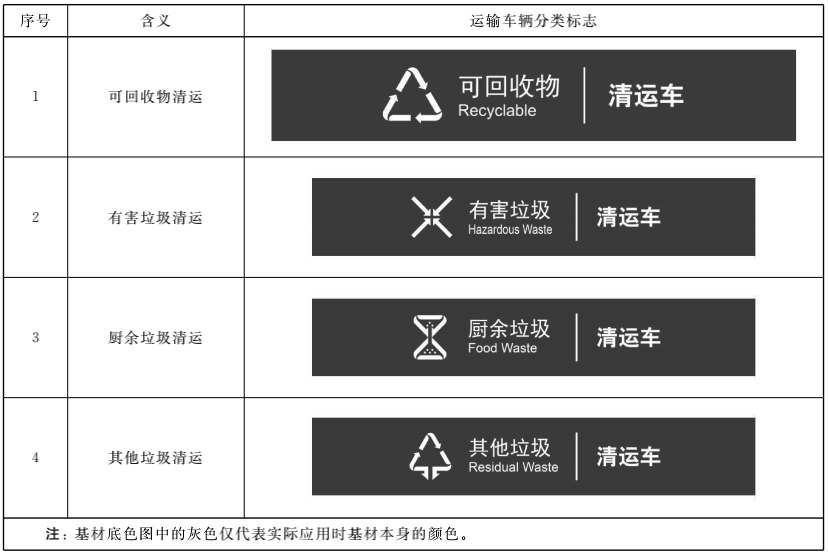 序号 含义 运输车辆分类标志
1 可回收物清运 可回收物 清运车
Recyclable
2 有害垃圾清运 有害垃圾 清运车
Hazardous Waste
3 厨余垃圾清运 厨余垃圾 清运车
Food Waste
4 其他垃圾清运 其他垃圾 清运车
Residual Waste
注：基材底色图中的灰色仅代表实际应用时基材本身的颜色。